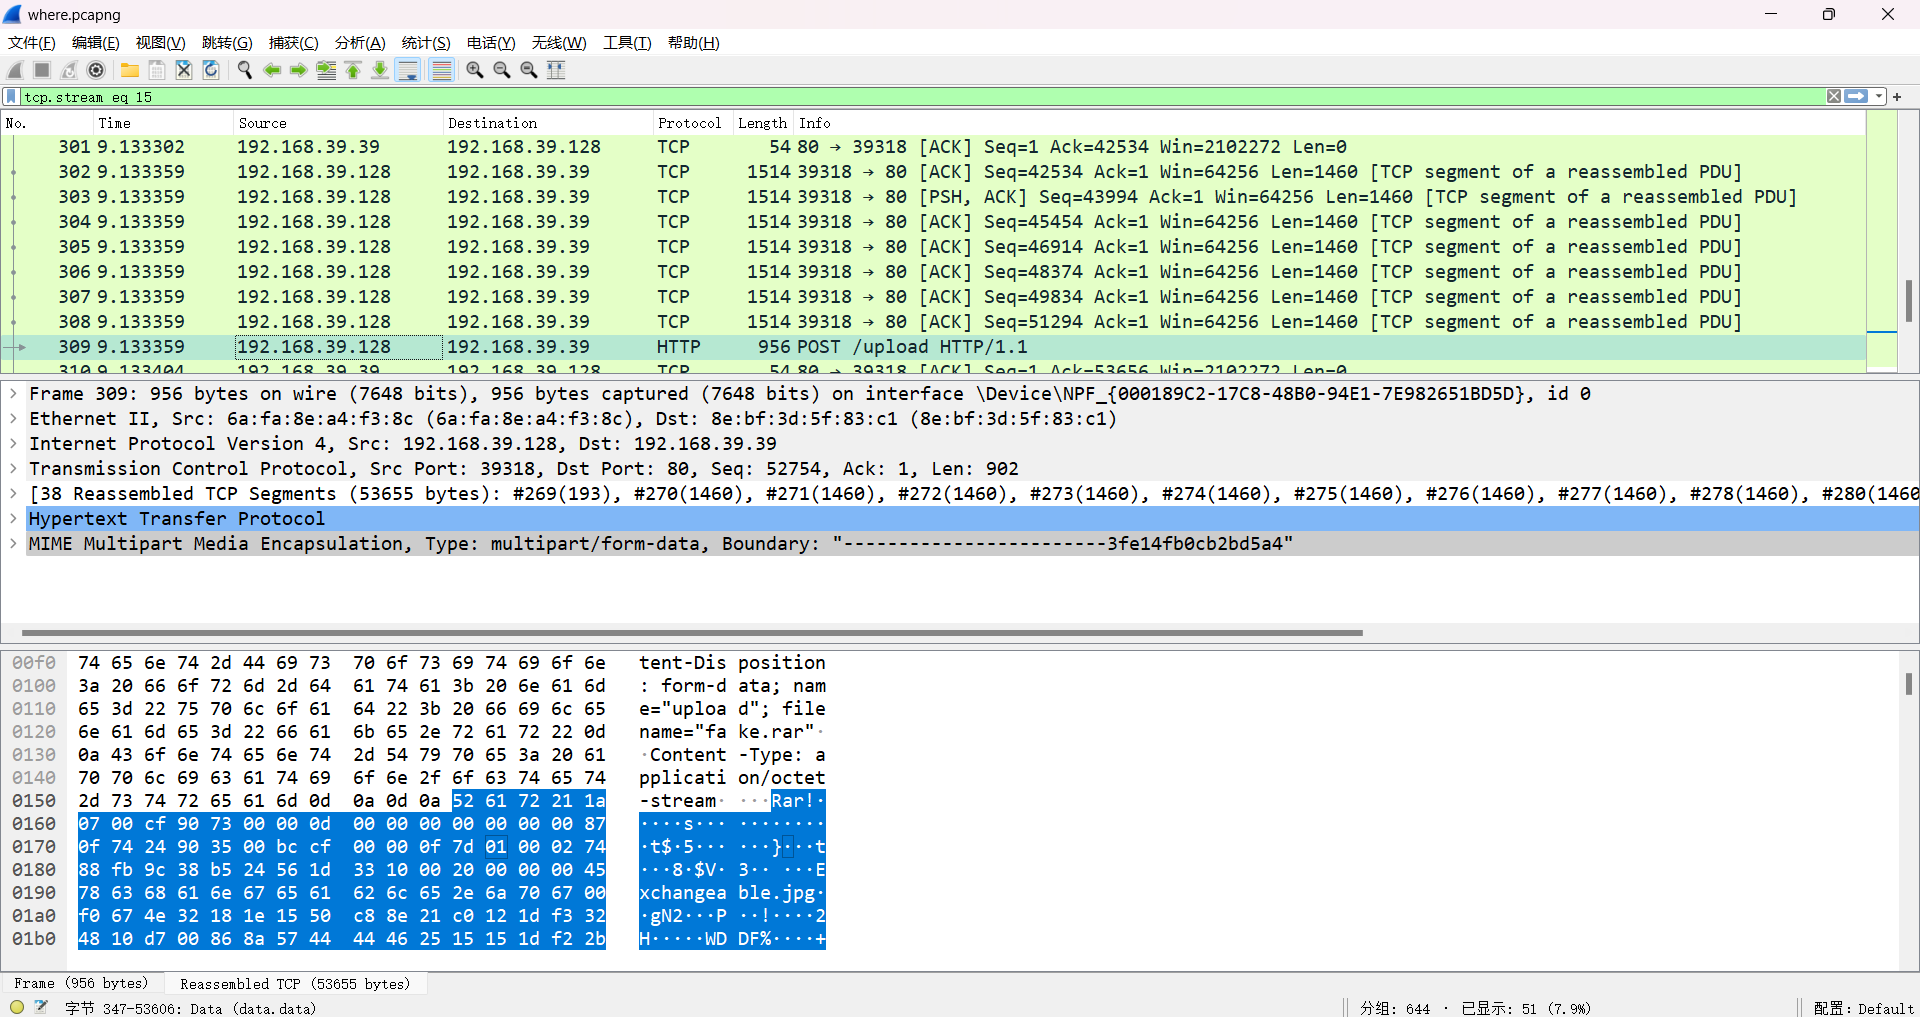 where.pcapng
文件(F) 编辑(E) 视图(V) 跳转(G) 捕获(C) 分析(A) 统计(S) 电话(Y) 无线(W) 工具(T) 帮助(H)
tcp.stream eq 15
No. Time Source Destination Protocol Length Info
301 9.133302 192.168.39.39 192.168.39.128 TCP 54 80 → 39318 [ACK] Seq=1 Ack=42534 Win=2102272 Len=0
302 9.133359 192.168.39.128 192.168.39.39 TCP 1514 39318 → 80 [ACK] Seq=42534 Ack=1 Win=64256 Len=1460 [TCP segment of a reassembled PDU]
303 9.133359 192.168.39.128 192.168.39.39 TCP 1514 39318 → 80 [PSH, ACK] Seq=43994 Ack=1 Win=64256 Len=1460 [TCP segment of a reassembled PDU]
304 9.133359 192.168.39.128 192.168.39.39 TCP 1514 39318 → 80 [ACK] Seq=45454 Ack=1 Win=64256 Len=1460 [TCP segment of a reassembled PDU]
305 9.133359 192.168.39.128 192.168.39.39 TCP 1514 39318 → 80 [ACK] Seq=46914 Ack=1 Win=64256 Len=1460 [TCP segment of a reassembled PDU]
306 9.133359 192.168.39.128 192.168.39.39 TCP 1514 39318 → 80 [ACK] Seq=48374 Ack=1 Win=64256 Len=1460 [TCP segment of a reassembled PDU]
307 9.133359 192.168.39.128 192.168.39.39 TCP 1514 39318 → 80 [ACK] Seq=49834 Ack=1 Win=64256 Len=1460 [TCP segment of a reassembled PDU]
308 9.133359 192.168.39.128 192.168.39.39 TCP 1514 39318 → 80 [ACK] Seq=51294 Ack=1 Win=64256 Len=1460 [TCP segment of a reassembled PDU]
309 9.133359 192.168.39.128 192.168.39.39 HTTP 956 POST /upload HTTP/1.1
310 9.133404 192.168.39.39 192.168.39.128 TCP 54 80 → 39318 [ACK] Seq=1 Ack=53656 Win=2102272 Len=0
Frame 309: 956 bytes on wire (7648 bits), 956 bytes captured (7648 bits) on interface \Device\NPF_{000189C2-17C8-48B0-94E1-7E982651BD5D}, id 0
Ethernet II, Src: 6a:fa:8e:a4:f3:8c (6a:fa:8e:a4:f3:8c), Dst: 8e:bf:3d:5f:83:c1 (8e:bf:3d:5f:83:c1)
Internet Protocol Version 4, Src: 192.168.39.128, Dst: 192.168.39.39
Transmission Control Protocol, Src Port: 39318, Dst Port: 80, Seq: 52754, Ack: 1, Len: 902
[38 Reassembled TCP Segments (53655 bytes): #269(193), #270(1460), #271(1460), #272(1460), #273(1460), #274(1460), #275(1460), #276(1460), #277(1460), #278(1460), #280(1460
Hypertext Transfer Protocol
MIME Multipart Media Encapsulation, Type: multipart/form-data, Boundary: "------------------------3fe14fb0cb2bd5a4"
00f0 74 65 6e 74 2d 44 69 73 70 6f 73 69 74 69 6f 6e tent-Dis position
0100 3a 20 66 6f 72 6d 2d 64 61 74 61 3b 20 6e 61 6d : form-d ata; nam
0110 65 3d 22 75 70 6c 6f 61 64 22 3b 20 66 69 6c 65 e="uploa d"; file
0120 6e 61 6d 65 3d 22 66 61 6b 65 2e 72 61 72 22 0d name="fa ke.rar"·
0130 0a 43 6f 6e 74 65 6e 74 2d 54 79 70 65 3a 20 61 ·Content -Type: a
0140 70 70 6c 69 63 61 74 69 6f 6e 2f 6f 63 74 65 74 pplicati on/octet
0150 2d 73 74 72 65 61 6d 0d 0a 0d 0a 52 61 72 21 1a -stream· ···Rar!·
0160 07 00 cf 90 73 00 00 0d 00 00 00 00 00 00 00 87 ····s··· ········
0170 0f 74 24 90 35 00 bc cf 00 00 0f 7d 01 00 02 74 ·t$·5··· ···}···t
0180 88 fb 9c 38 b5 24 56 1d 33 10 00 20 00 00 00 45 ···8·$V· 3·· ···E
0190 78 63 68 61 6e 67 65 61 62 6c 65 2e 6a 70 67 00 xchangea ble.jpg·
01a0 f0 67 4e 32 18 1e 15 50 c8 8e 21 c0 12 1d f3 32 ·gN2···P ··!····2
01b0 48 10 d7 00 86 8a 57 44 44 46 25 15 15 1d f2 2b H·····WD DF%····+
Frame (956 bytes) Reassembled TCP (53655 bytes)
字节 347-53606: Data (data.data) 分组: 644 · 已显示: 51 (7.9%) 配置: Default